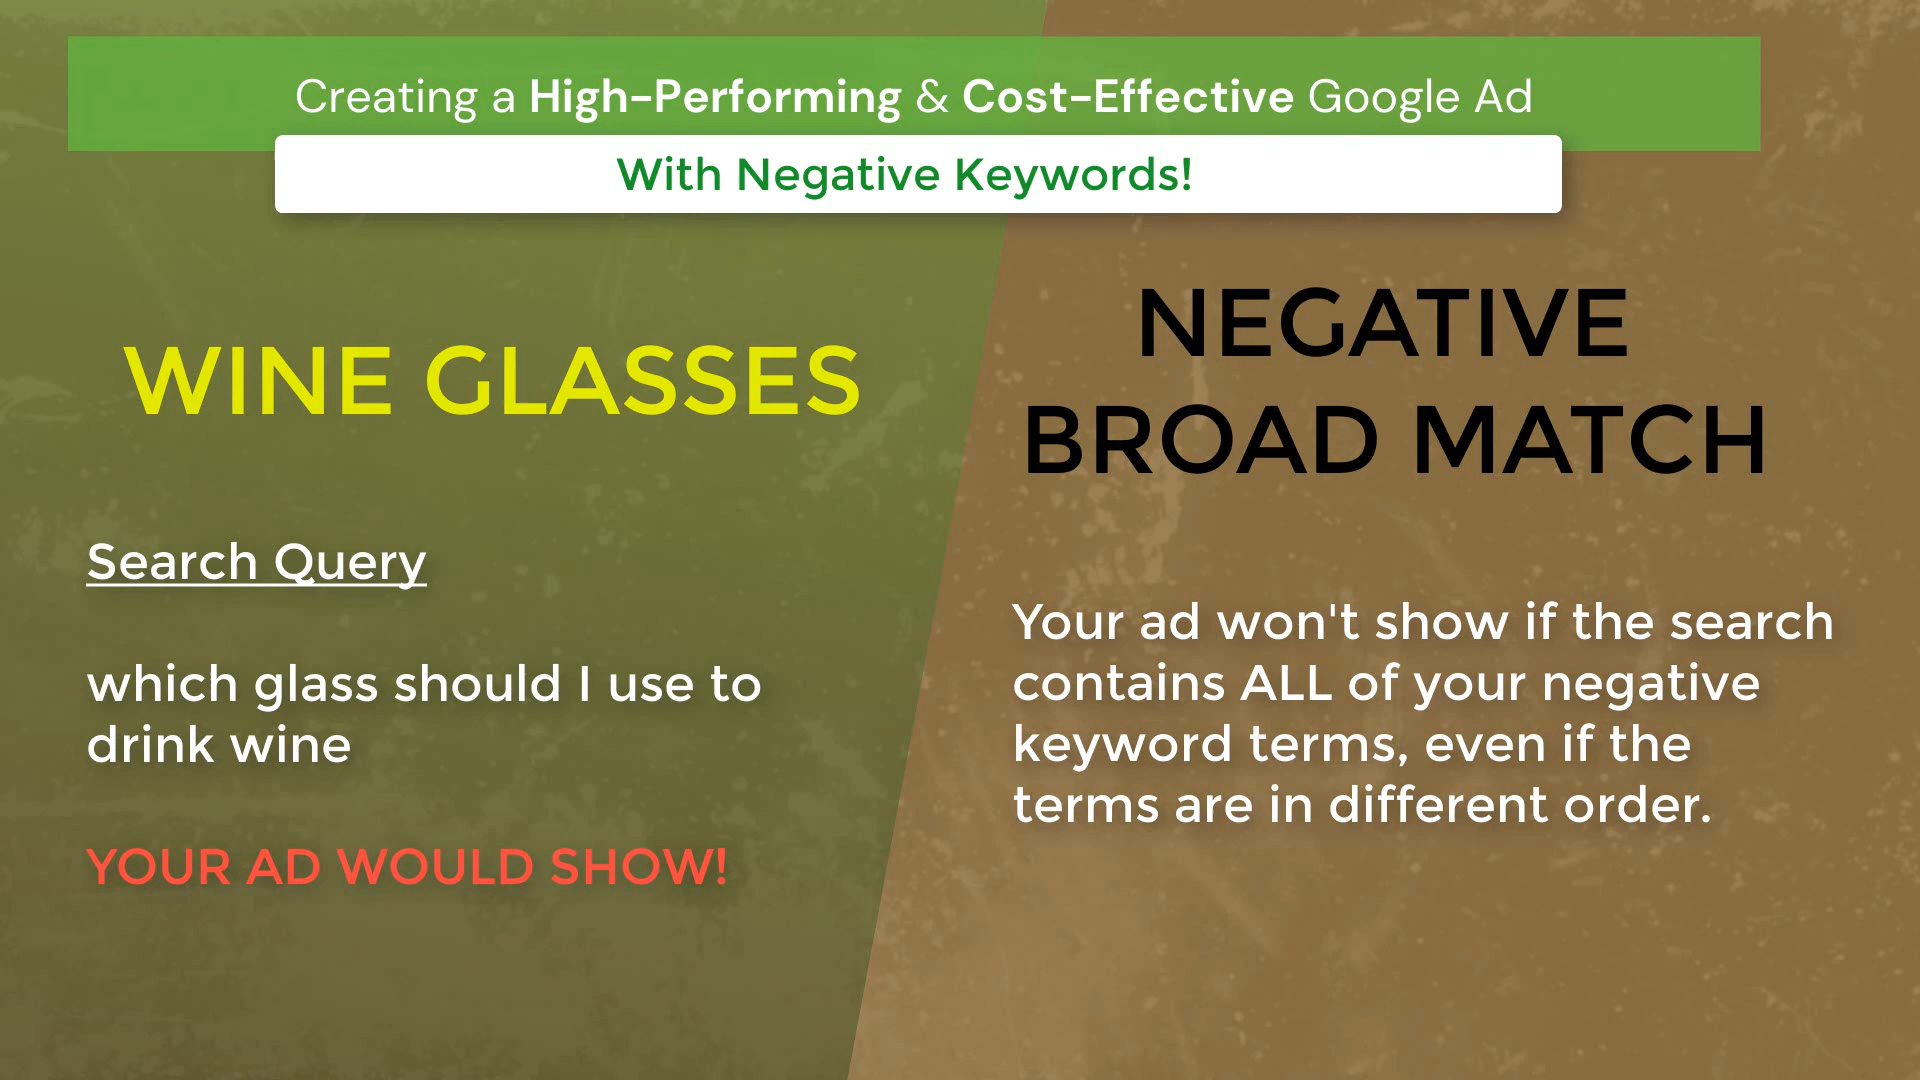 Creating a High-Performing & Cost-Effective Google Ad
With Negative Keywords!
WINE GLASSES
Search Query
which glass should I use to
drink wine
YOUR AD WOULD SHOW!
NEGATIVE
BROAD MATCH
Your ad won't show if the search
contains ALL of your negative
keyword terms, even if the
terms are in different order.